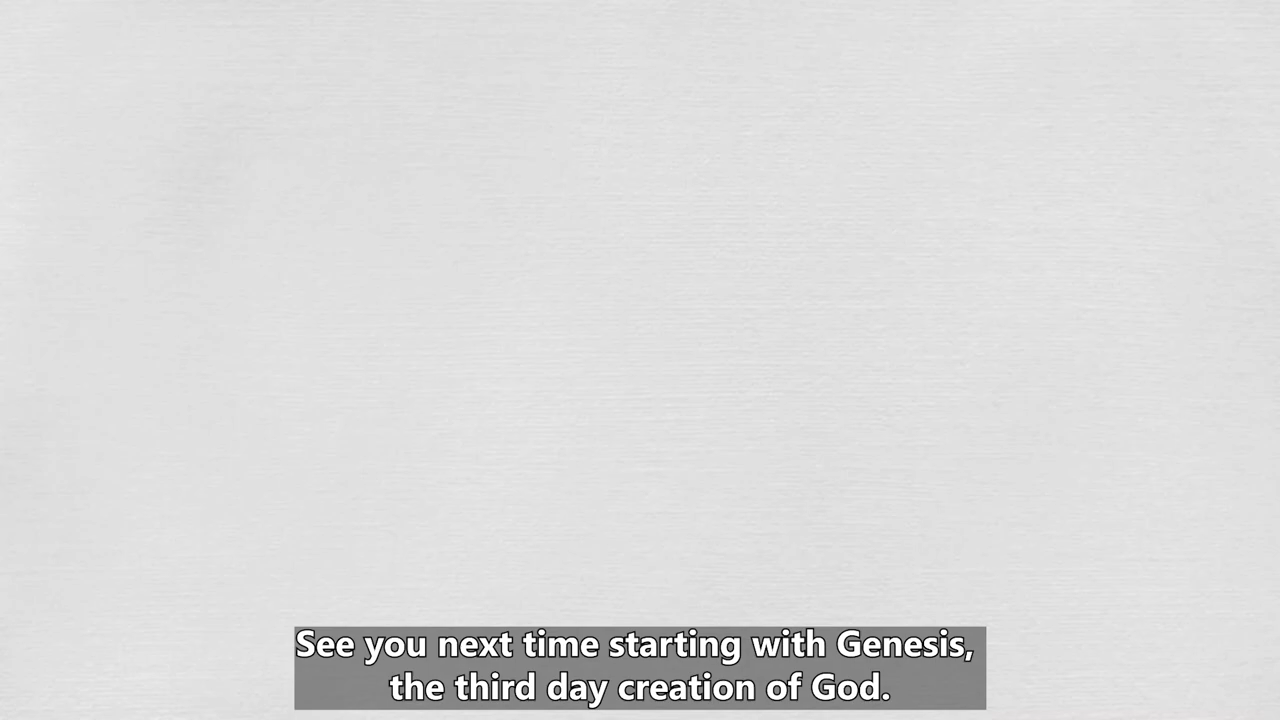 See you next time starting with Genesis,
the third day creation of God.